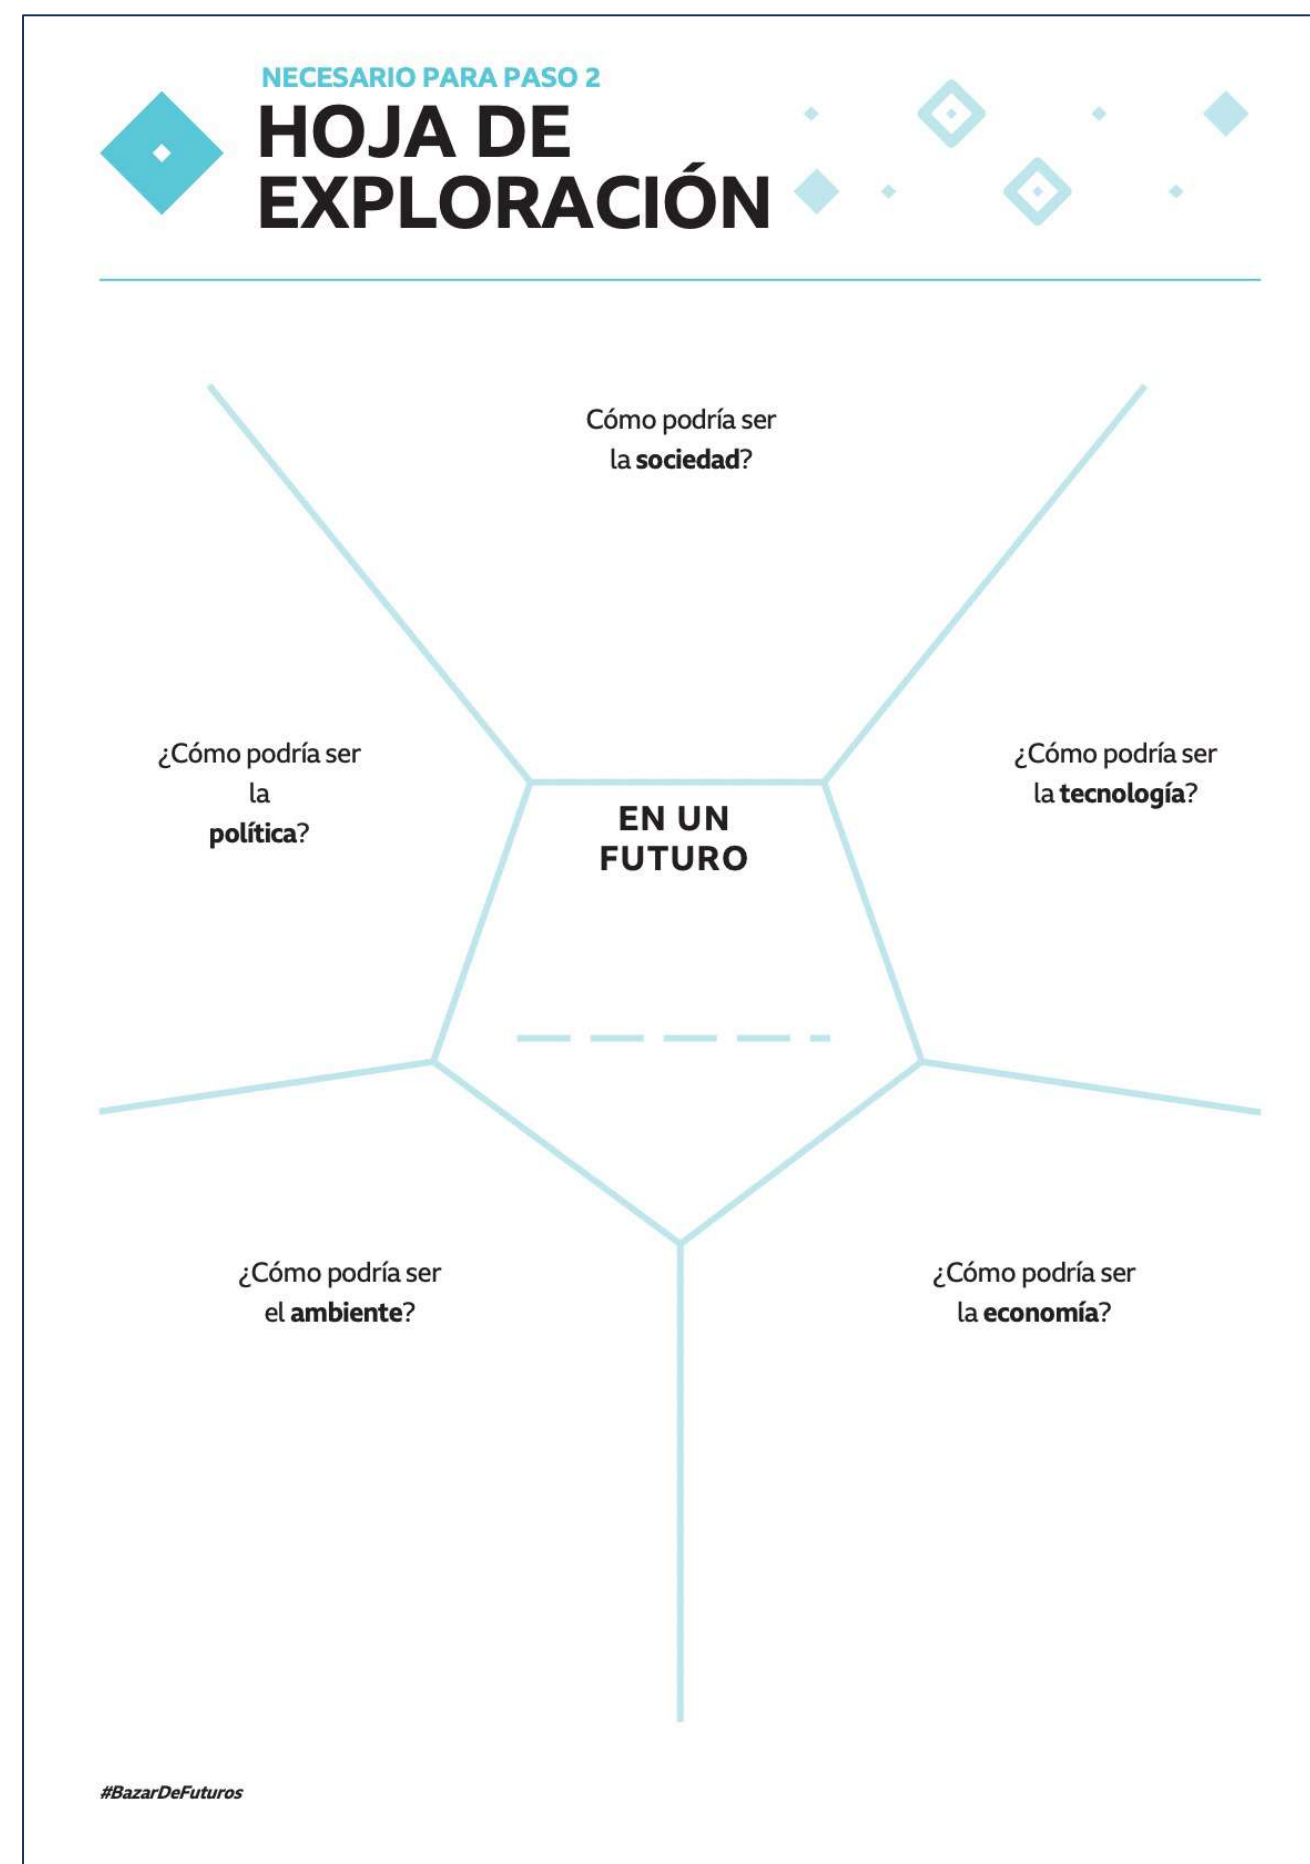 NECESARIO PARA PASO 2
HOJA DE
EXPLORACIÓN
Cómo podría ser
la sociedad?
¿Cómo podría ser
la
política?
¿Cómo podría ser
la tecnología?
EN UN
FUTURO
¿Cómo podría ser
el ambiente?
¿Cómo podría ser
la economía?
#BazarDeFuturos